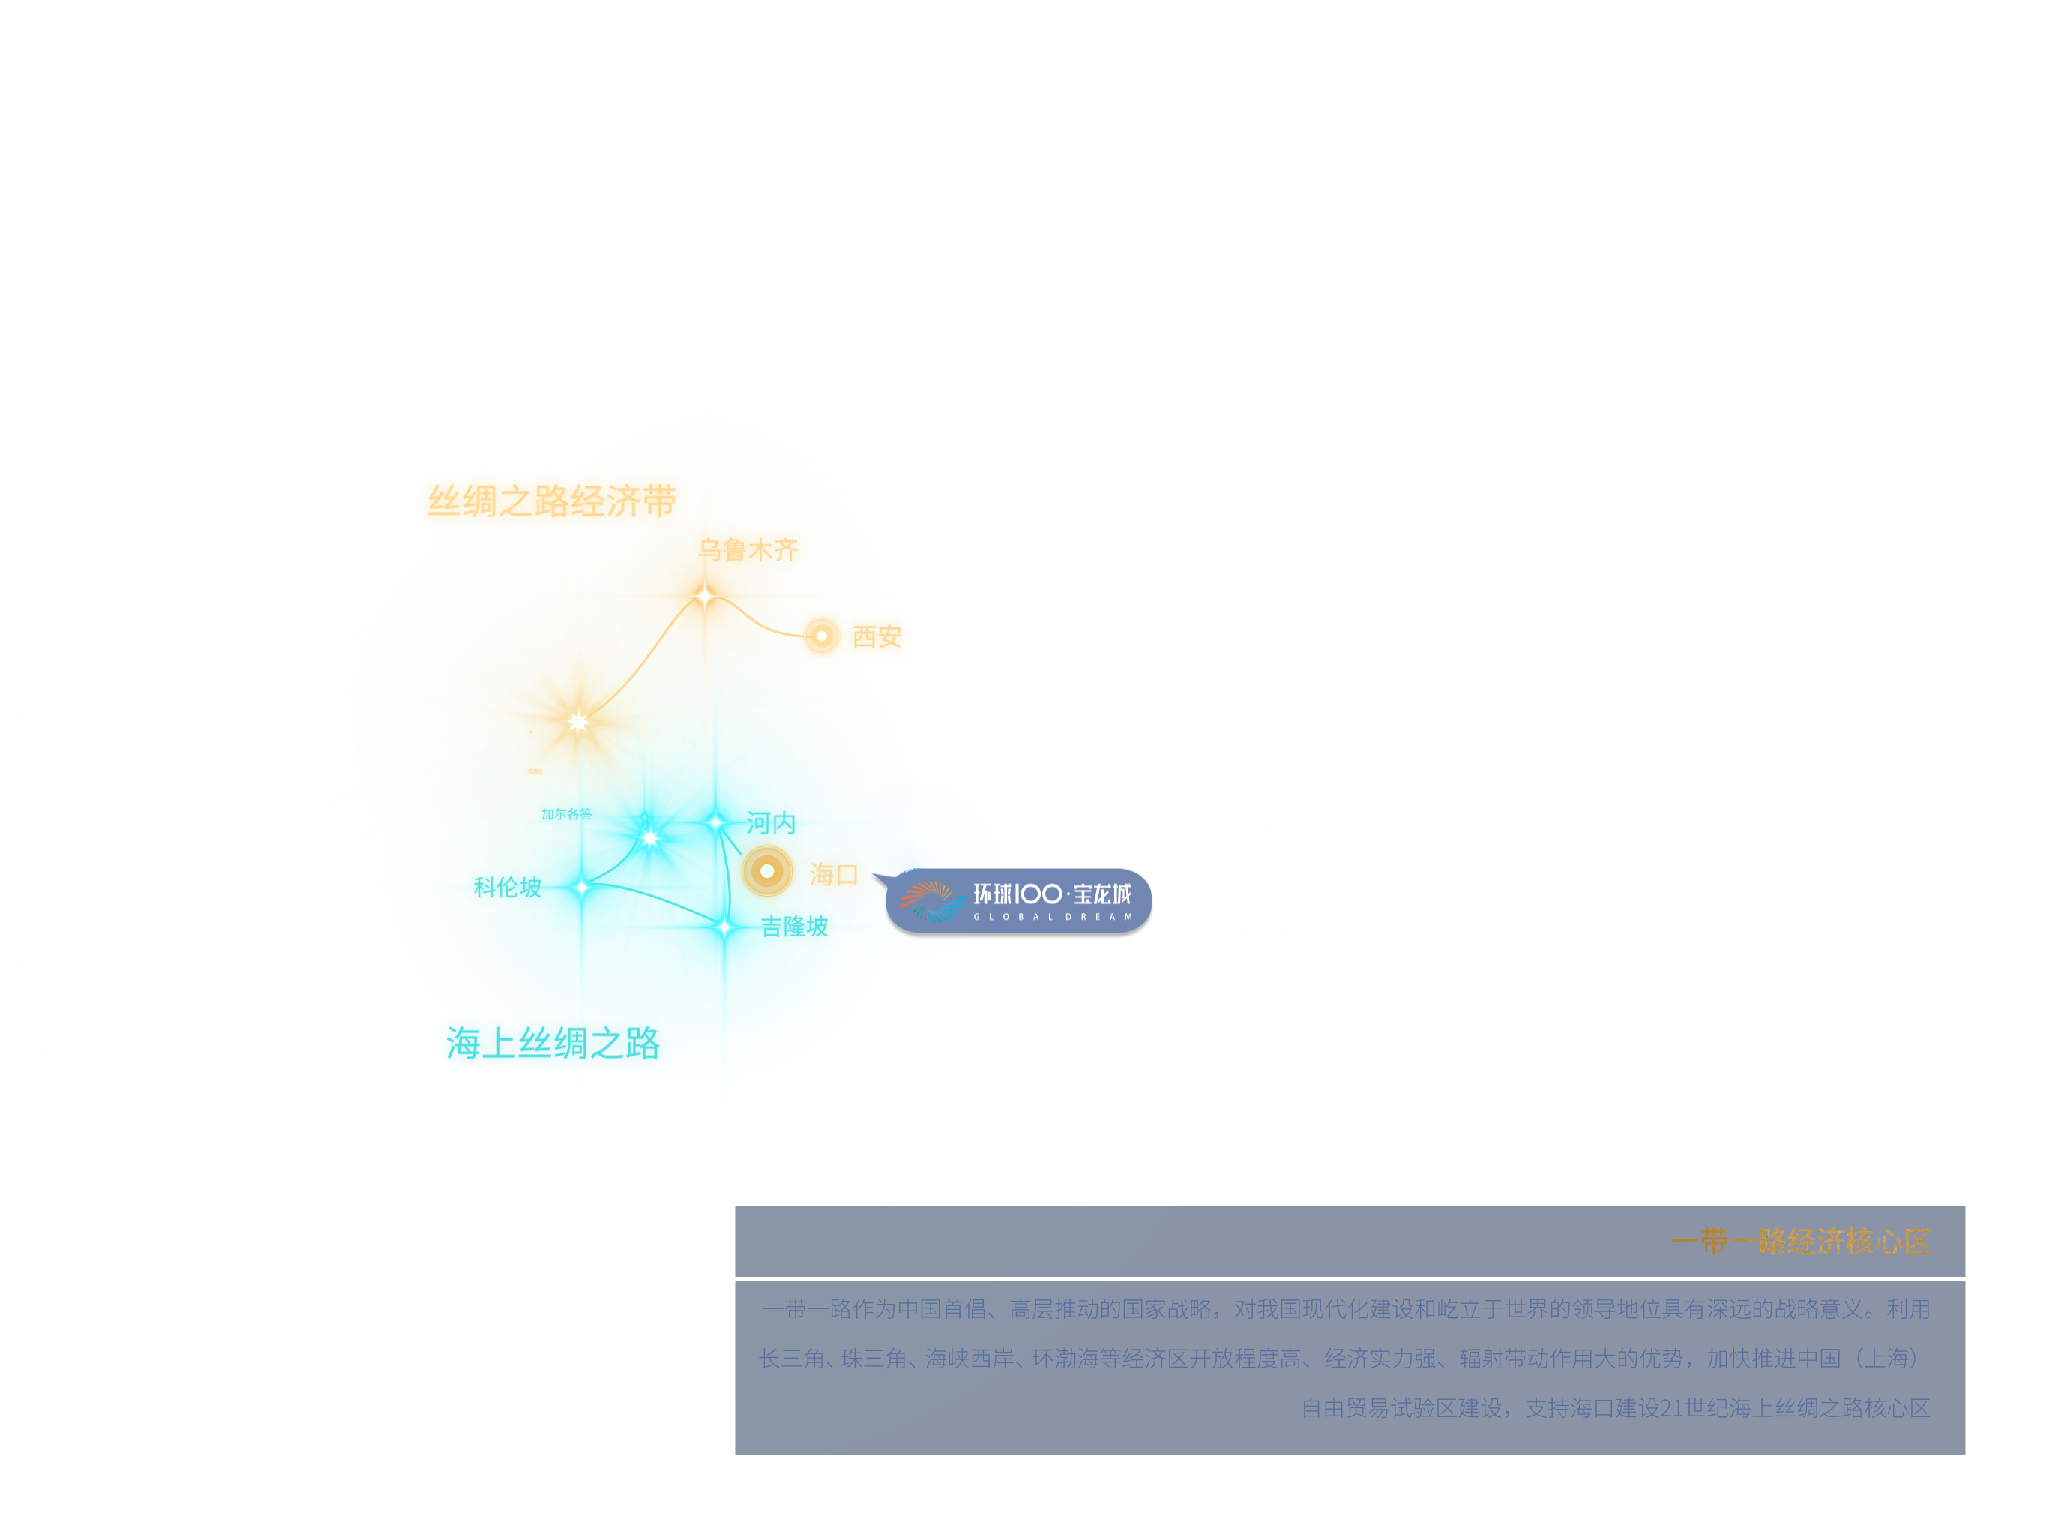 丝绸之路经济带
乌鲁木齐
西安
加尔各答
河内
海口
科伦坡
吉隆坡
环球100·宝龙城
GLOBAL DREAM
海上丝绸之路
一带一路经济核心区
一带一路作为中国首倡、高层推动的国家战略，对我国现代化建设和屹立于世界的领导地位具有深远的战略意义。利用
长三角、珠三角、海峡西岸、环渤海等经济区开放程度高、经济实力强、辐射带动作用大的优势，加快推进中国（上海）
自由贸易试验区建设，支持海口建设21世纪海上丝绸之路核心区